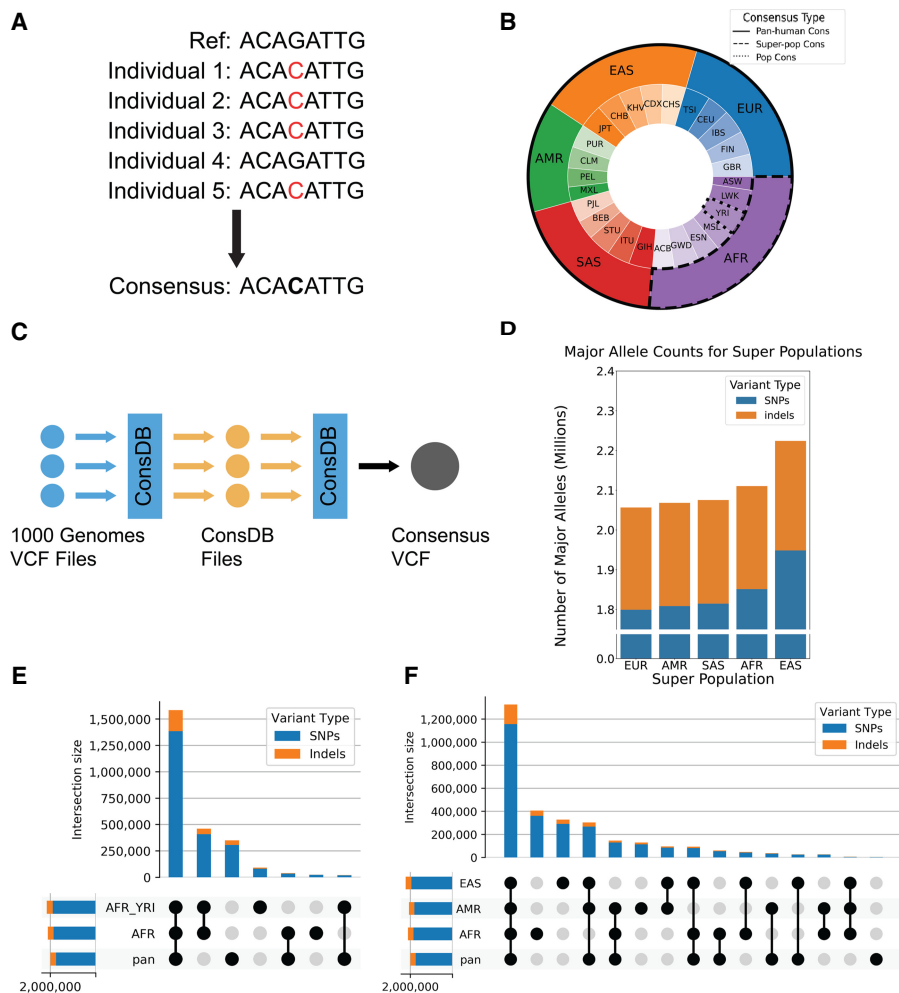 A
Ref: ACAGATTG
Individual 1: ACACATTG
Individual 2: ACACATTG
Individual 3: ACACATTG
Individual 4: ACAGATTG
Individual 5: ACACATTG
Consensus: ACACATTG
B
Consensus Type
Pan-human Cons
Super-pop Cons
Pop Cons
EAS
EUR
AFR
SAS
AMR
JPT
CHB
KHV
CDX
CHS
TSI
CEU
IBS
FIN
GBR
ASW
LWK
YRI
MSL
ESN
GWD
ACB
GIH
ITU
STU
BEB
PJL
MXL
PEL
CLM
PUR
C
ConsDB
ConsDB
1000 Genomes
VCF Files
ConsDB
Files
Consensus
VCF
D
Major Allele Counts for Super Populations
Number of Major Alleles (Millions)
2.4
2.3
2.2
2.1
2.0
1.9
1.8
0.0
Variant Type
SNPs
indels
EUR AMR SAS AFR EAS
Super Population
E
Intersection size
1,500,000
1,250,000
1,000,000
750,000
500,000
250,000
0
Variant Type
SNPs
Indels
AFR_YRI
AFR
pan
2,000,000
F
Intersection size
1,200,000
1,000,000
800,000
600,000
400,000
200,000
0
Variant Type
SNPs
Indels
EAS
AMR
AFR
pan
2,000,000